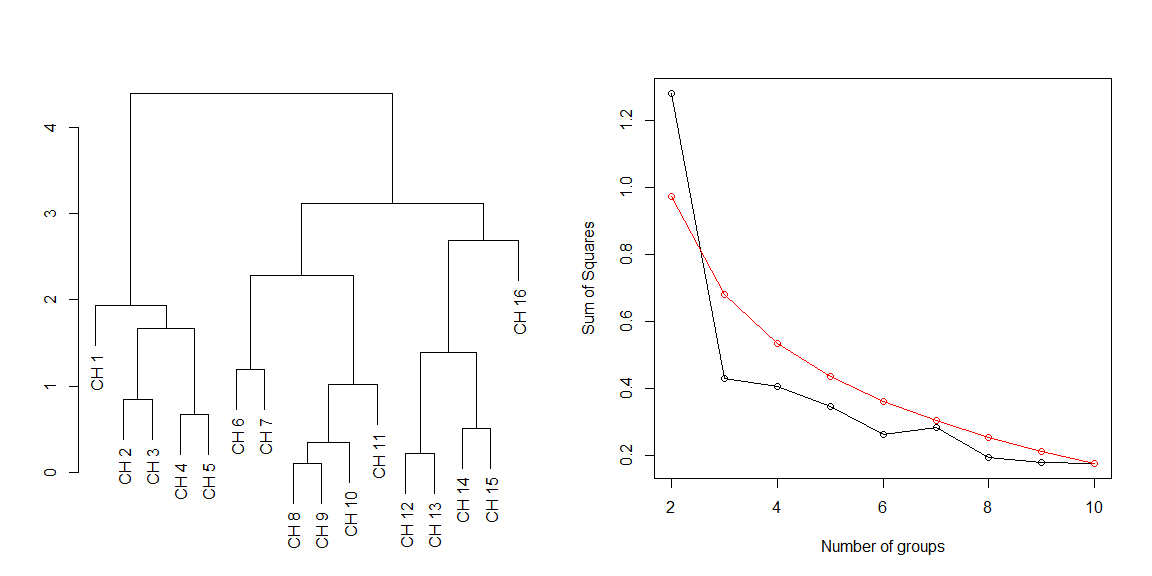 4
3
2
1
0
CH 1
CH 2
CH 3
CH 4
CH 5
CH 6
CH 7
CH 8
CH 9
CH 10
CH 11
CH 12
CH 13
CH 14
CH 15
CH 16
Sum of Squares
1.2
1.0
0.8
0.6
0.4
0.2
2 4 6 8 10
Number of groups